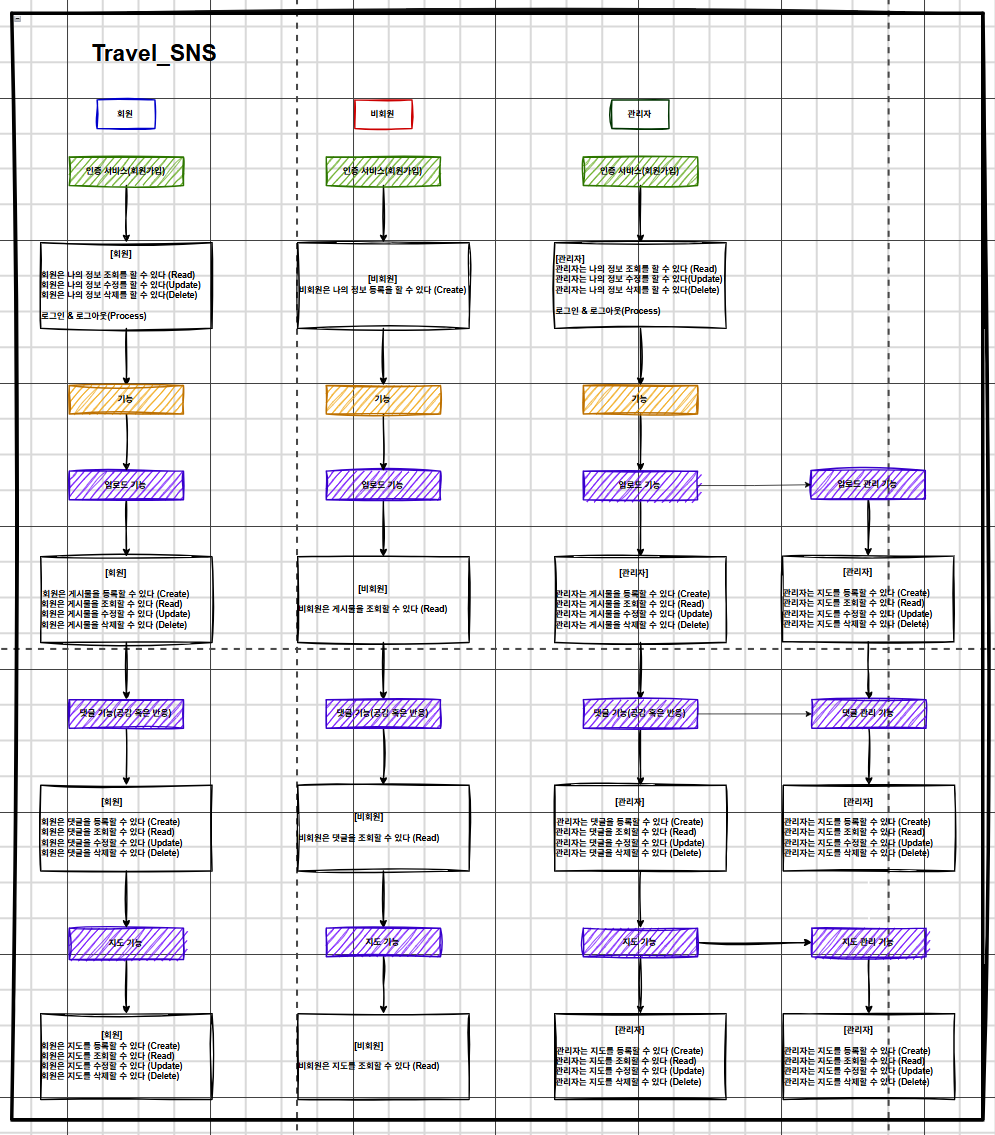 Travel_SNS
회원
비회원
관리자
인증 서비스(회원가입)
인증 서비스(회원가입)
인증 서비스(회원가입)
[회원]
회원은 나의 정보 조회를 할 수 있다 (Read)
회원은 나의 정보 수정를 할 수 있다(Update)
회원은 나의 정보 삭제를 할 수 있다(Delete)
로그인 & 로그아웃(Process)
[비회원]
비회원은 나의 정보 등록을 할 수 있다 (Create)
[관리자]
관리자는 나의 정보 조회를 할 수 있다 (Read)
관리자는 나의 정보 수정를 할 수 있다(Update)
관리자는 나의 정보 삭제를 할 수 있다(Delete)
로그인 & 로그아웃(Process)
기능
기능
기능
업로드 기능
업로드 기능
업로드 기능
업로드 관리 기능
[회원]
회원은 게시물을 등록할 수 있다 (Create)
회원은 게시물을 조회할 수 있다 (Read)
회원은 게시물을 수정할 수 있다 (Update)
회원은 게시물을 삭제할 수 있다 (Delete)
[비회원]
비회원은 게시물을 조회할 수 있다 (Read)
[관리자]
관리자는 게시물을 등록할 수 있다 (Create)
관리자는 게시물을 조회할 수 있다 (Read)
관리자는 게시물을 수정할 수 있다 (Update)
관리자는 게시물을 삭제할 수 있다 (Delete)
[관리자]
관리자는 지도를 등록할 수 있다 (Create)
관리자는 지도를 조회할 수 있다 (Read)
관리자는 지도를 수정할 수 있다 (Update)
관리자는 지도를 삭제할 수 있다 (Delete)
댓글 기능(공감 혹은 반응)
댓글 기능(공감 혹은 반응)
댓글 기능(공감 혹은 반응)
댓글 관리 기능
[회원]
회원은 댓글을 등록할 수 있다 (Create)
회원은 댓글을 조회할 수 있다 (Read)
회원은 댓글을 수정할 수 있다 (Update)
회원은 댓글을 삭제할 수 있다 (Delete)
[비회원]
비회원은 댓글을 조회할 수 있다 (Read)
[관리자]
관리자는 댓글을 등록할 수 있다 (Create)
관리자는 댓글을 조회할 수 있다 (Read)
관리자는 댓글을 수정할 수 있다 (Update)
관리자는 댓글을 삭제할 수 있다 (Delete)
[관리자]
관리자는 지도를 등록할 수 있다 (Create)
관리자는 지도를 조회할 수 있다 (Read)
관리자는 지도를 수정할 수 있다 (Update)
관리자는 지도를 삭제할 수 있다 (Delete)
지도 기능
지도 기능
지도 기능
지도 관리 기능
[회원]
회원은 지도를 등록할 수 있다 (Create)
회원은 지도를 조회할 수 있다 (Read)
회원은 지도를 수정할 수 있다 (Update)
회원은 지도를 삭제할 수 있다 (Delete)
[비회원]
비회원은 지도를 조회할 수 있다 (Read)
[관리자]
관리자는 지도를 등록할 수 있다 (Create)
관리자는 지도를 조회할 수 있다 (Read)
관리자는 지도를 수정할 수 있다 (Update)
관리자는 지도를 삭제할 수 있다 (Delete)
[관리자]
관리자는 지도를 등록할 수 있다 (Create)
관리자는 지도를 조회할 수 있다 (Read)
관리자는 지도를 수정할 수 있다 (Update)
관리자는 지도를 삭제할 수 있다 (Delete)